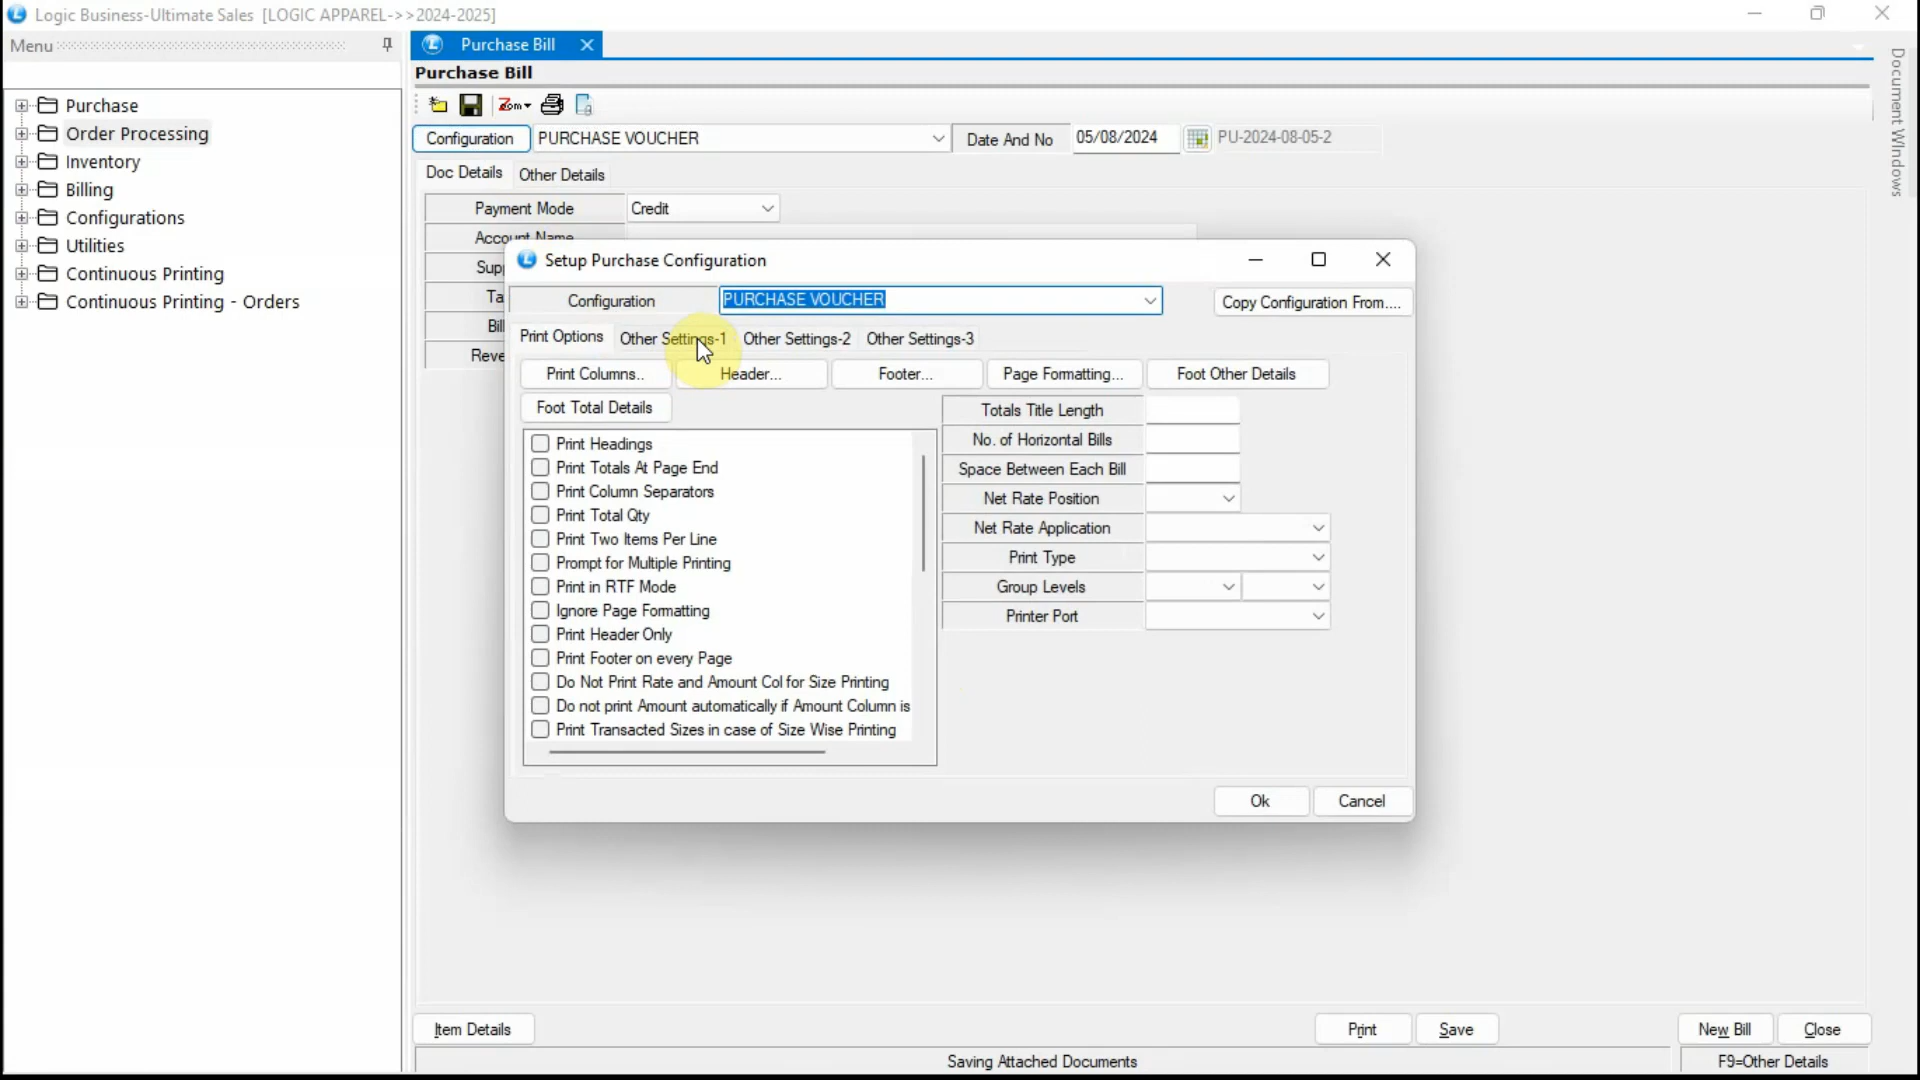 Logic Business-Ultimate Sales [LOGIC APPAREL->>2024-2025]
Menu
Purchase
Order Processing
Inventory
Billing
Configurations
Utilities
Continuous Printing
Continuous Printing - Orders
Purchase Bill
Purchase Bill
Zom
Configuration PURCHASE VOUCHER Date And No 05/08/2024 PU-2024-08-05-2
Doc Details Other Details
Payment Mode Credit
Account Name
Supp
Ta
Bill
Reve
Setup Purchase Configuration
Configuration PURCHASE VOUCHER Copy Configuration From....
Print Options Other Settings-1 Other Settings-2 Other Settings-3
Print Columns.. Header... Footer... Page Formatting... Foot Other Details
Foot Total Details
Print Headings
Print Totals At Page End
Print Column Separators
Print Total Qty
Print Two Items Per Line
Prompt for Multiple Printing
Print in RTF Mode
Ignore Page Formatting
Print Header Only
Print Footer on every Page
Do Not Print Rate and Amount Col for Size Printing
Do not print Amount automatically if Amount Column is
Print Transacted Sizes in case of Size Wise Printing
Totals Title Length
No. of Horizontal Bills
Space Between Each Bill
Net Rate Position
Net Rate Application
Print Type
Group Levels
Printer Port
Ok Cancel
Item Details Print Save New Bill Close
Saving Attached Documents F9=Other Details
Document Windows